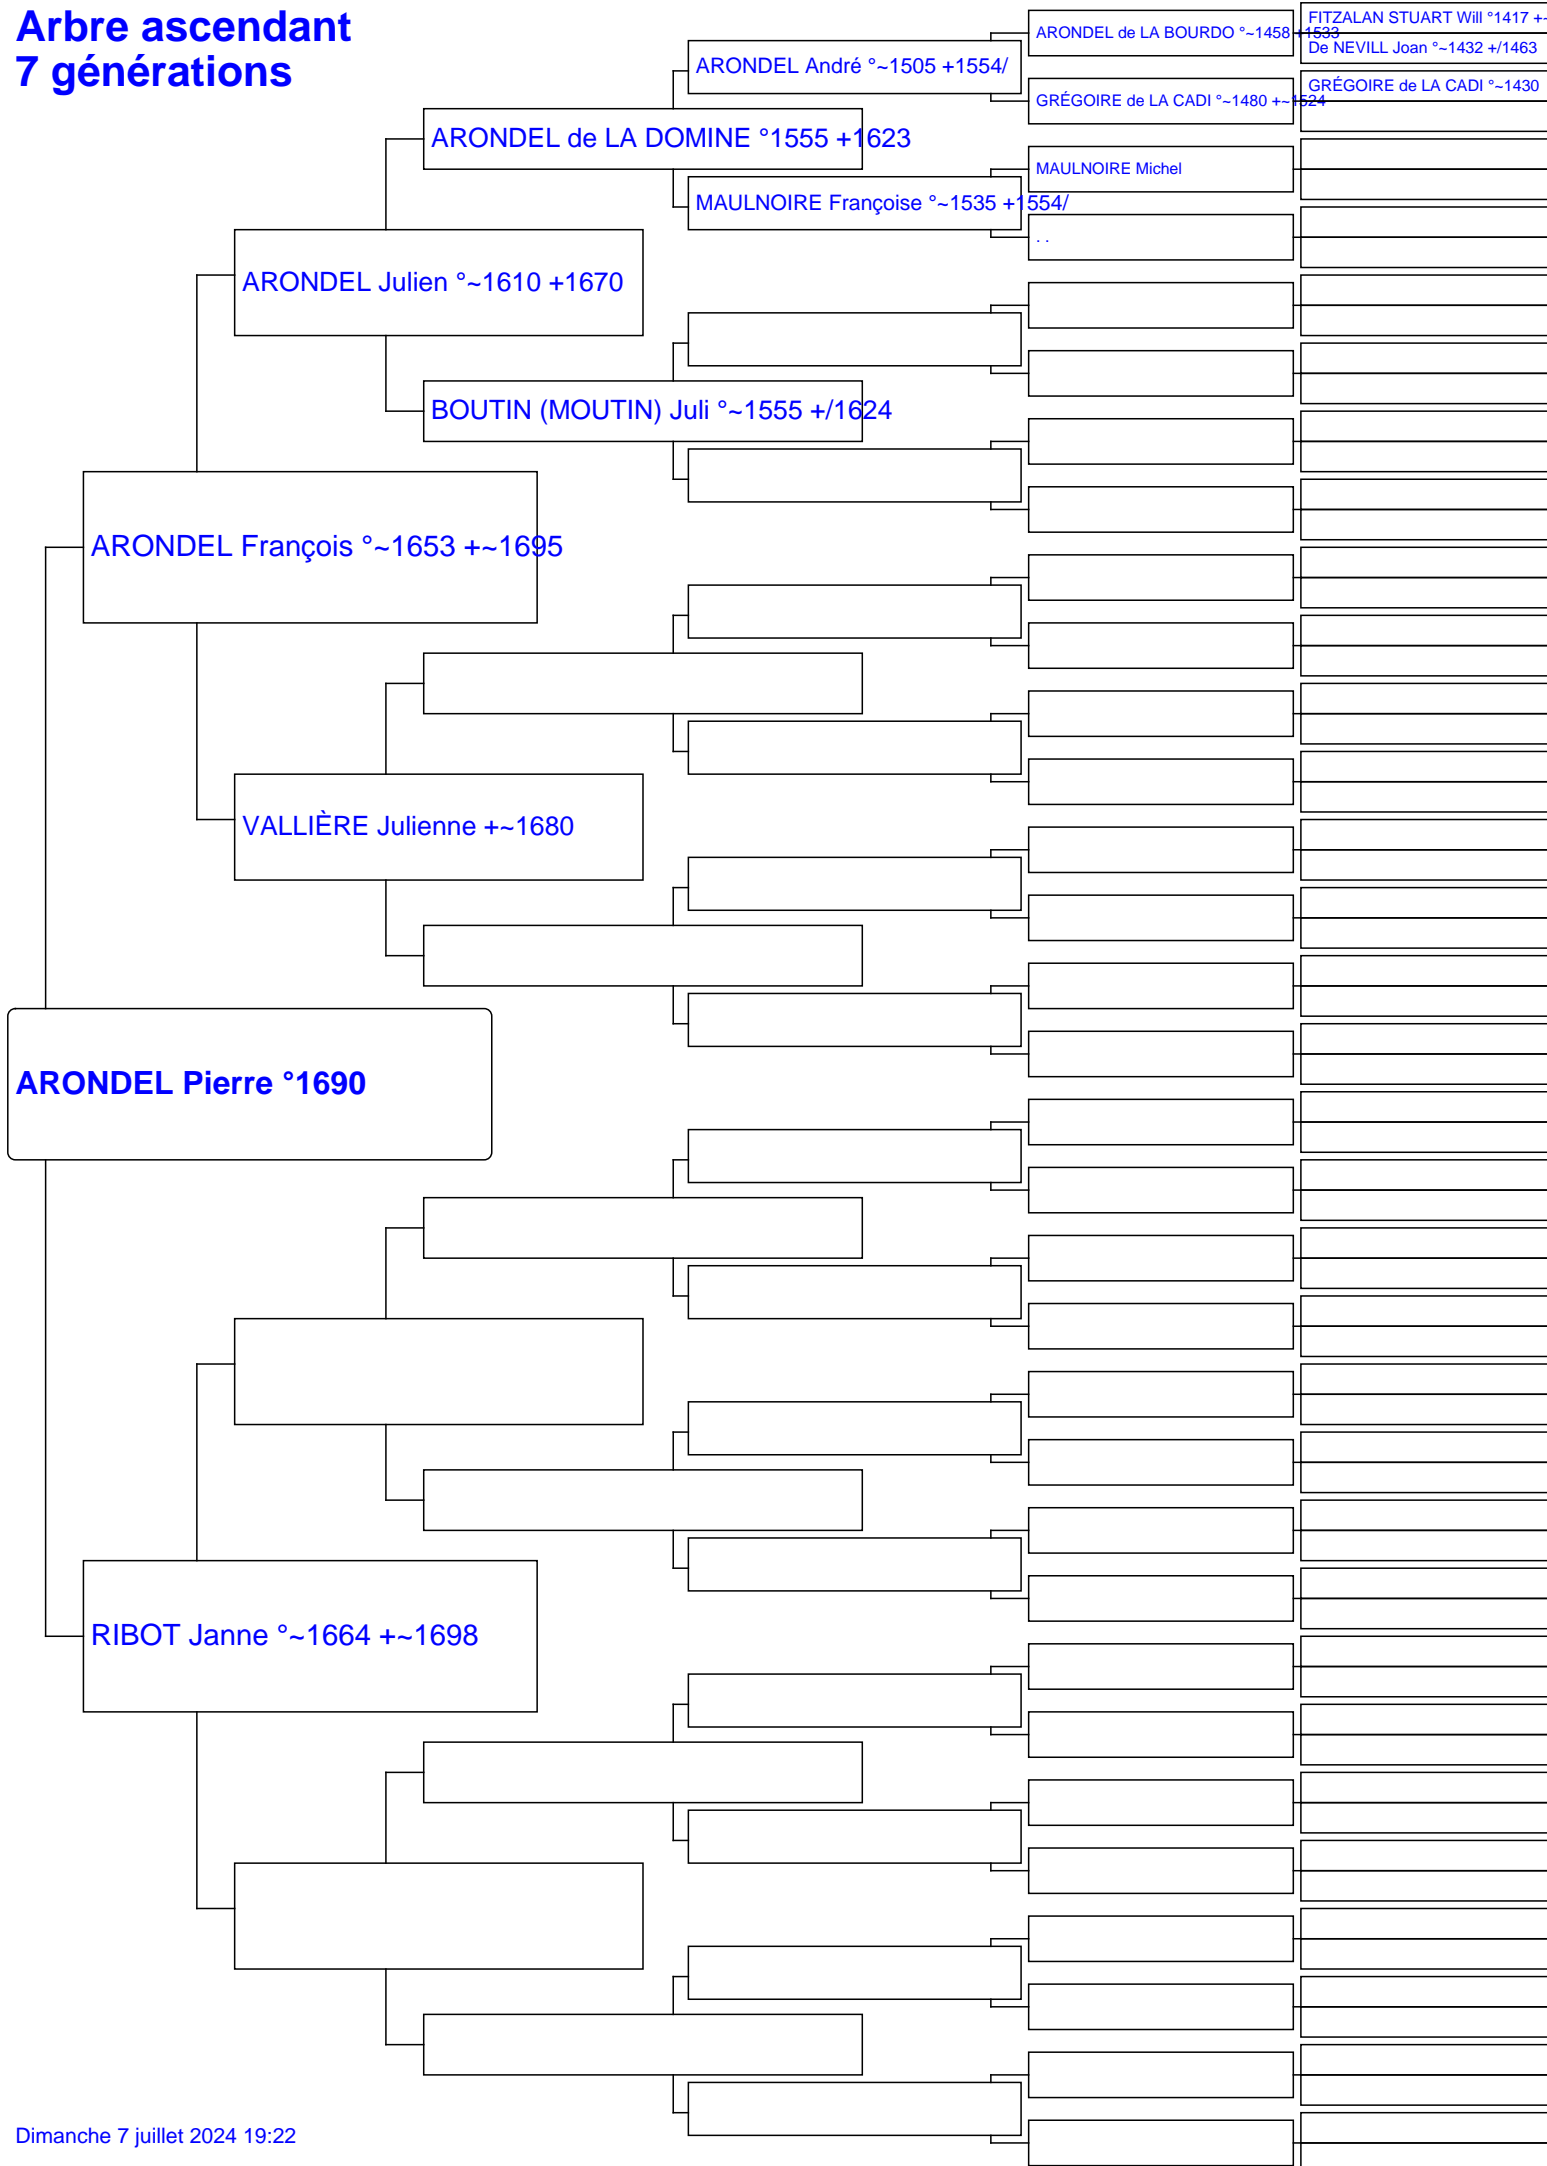 Arbre ascendant
7 générations
FITZALAN STUART Will °1417 +~
ARONDEL de LA BOURDO °~1458 +1533
De NEVILL Joan °~1432 +/1463
ARONDEL André °~1505 +1554/
GRÉGOIRE de LA CADI °~1430
GRÉGOIRE de LA CADI °~1480 +~1524
ARONDEL de LA DOMINE °1555 +1623
MAULNOIRE Michel
MAULNOIRE Françoise °~1535 +1554/
. .
ARONDEL Julien °~1610 +1670
BOUTIN (MOUTIN) Juli °~1555 +/1624
ARONDEL François °~1653 +~1695
VALLIÈRE Julienne +~1680
ARONDEL Pierre °1690
RIBOT Janne °~1664 +~1698
Dimanche 7 juillet 2024 19:22